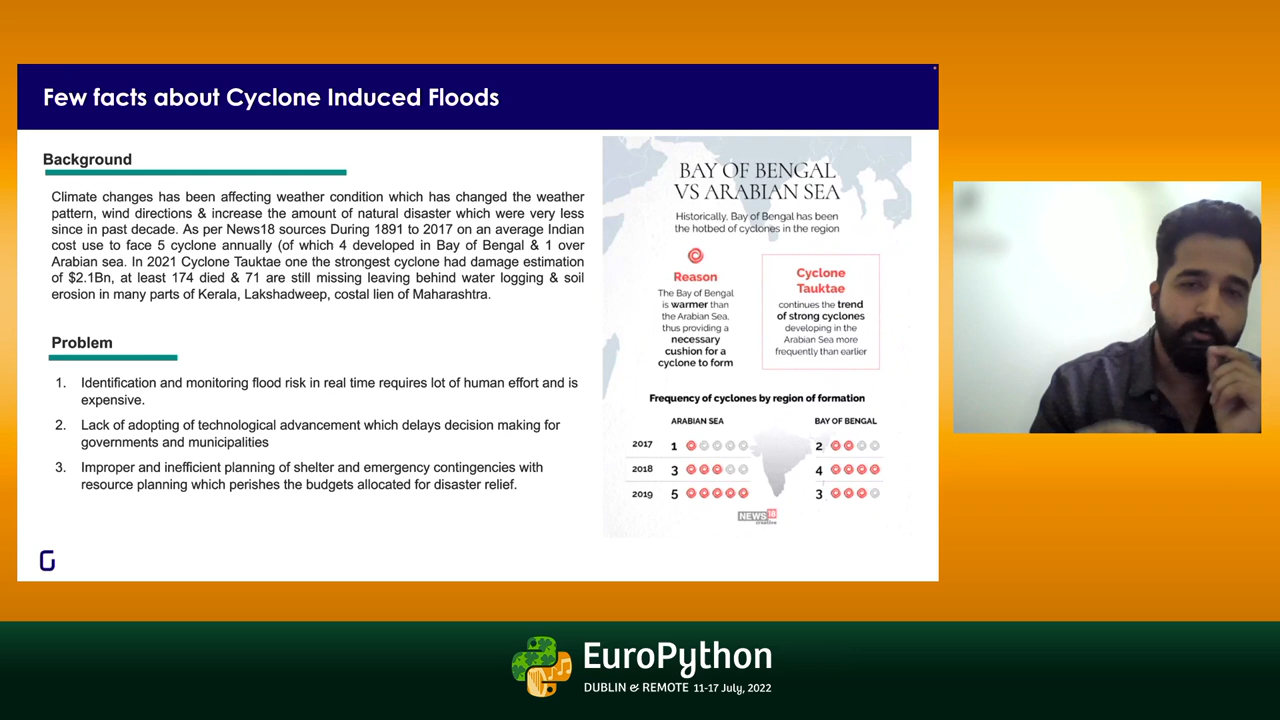 Few facts about Cyclone Induced Floods
Background
Climate changes has been affecting weather condition which has changed the weather
pattern, wind directions & increase the amount of natural disaster which were very less
since in past decade. As per News18 sources During 1891 to 2017 on an average Indian
cost use to face 5 cyclone annually (of which 4 developed in Bay of Bengal & 1 over
Arabian sea. In 2021 Cyclone Tauktae one the strongest cyclone had damage estimation
of $2.1Bn, at least 174 died & 71 are still missing leaving behind water logging & soil
erosion in many parts of Kerala, Lakshadweep, costal lien of Maharashtra.
Problem
1. Identification and monitoring flood risk in real time requires lot of human effort and is
expensive.
2. Lack of adopting of technological advancement which delays decision making for
governments and municipalities
3. Improper and inefficient planning of shelter and emergency contingencies with
resource planning which perishes the budgets allocated for disaster relief.
BAY OF BENGAL
VS ARABIAN SEA
Historically, Bay of Bengal has been
the hotbed of cyclones in the region
Reason
The Bay of Bengal
is warmer than
the Arabian Sea,
thus providing a
necessary
cushion for a
cyclone to form
Cyclone
Tauktae
continues the trend
of strong cyclones
developing in the
Arabian Sea more
frequently than earlier
Frequency of cyclones by region of formation
ARABIAN SEA BAY OF BENGAL
2017 1 2
2018 3 4
2019 5 3
NEWS18
creative
EuroPython
DUBLIN & REMOTE 11-17 July, 2022